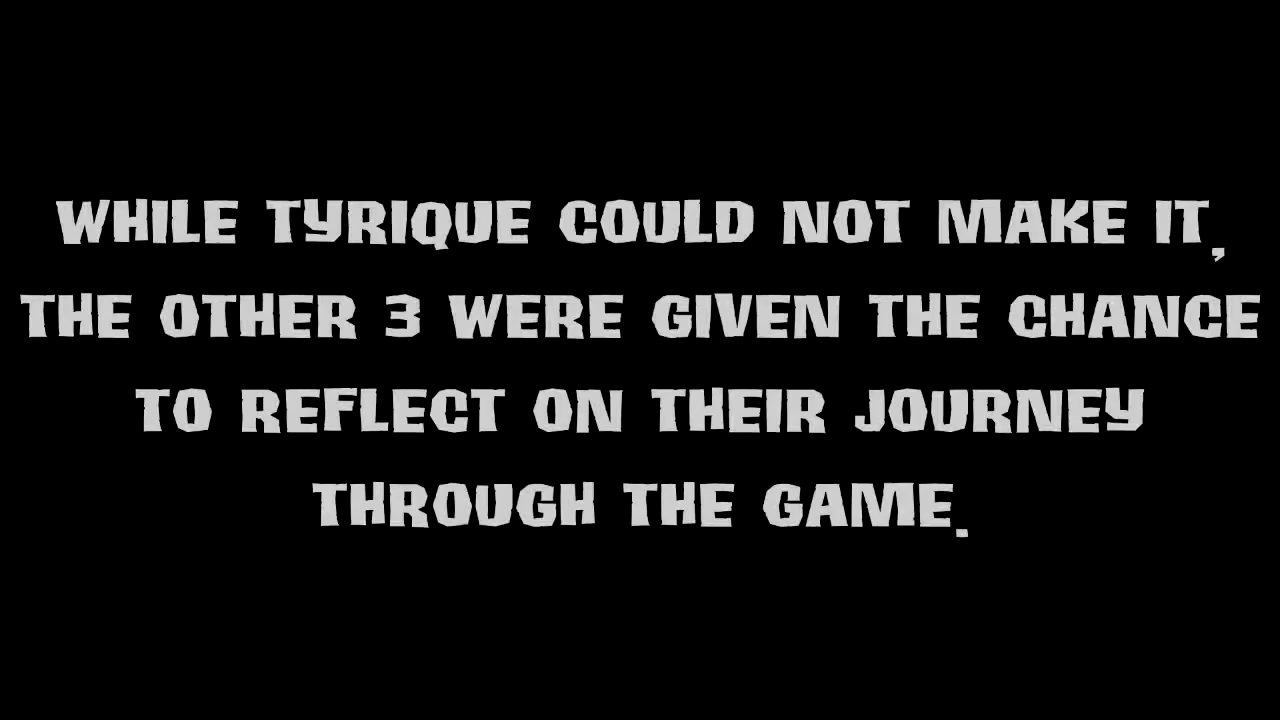 WHILE TYRIQUE COULD NOT MAKE IT,
THE OTHER 3 WERE GIVEN THE CHANCE
TO REFLECT ON THEIR JOURNEY
THROUGH THE GAME.